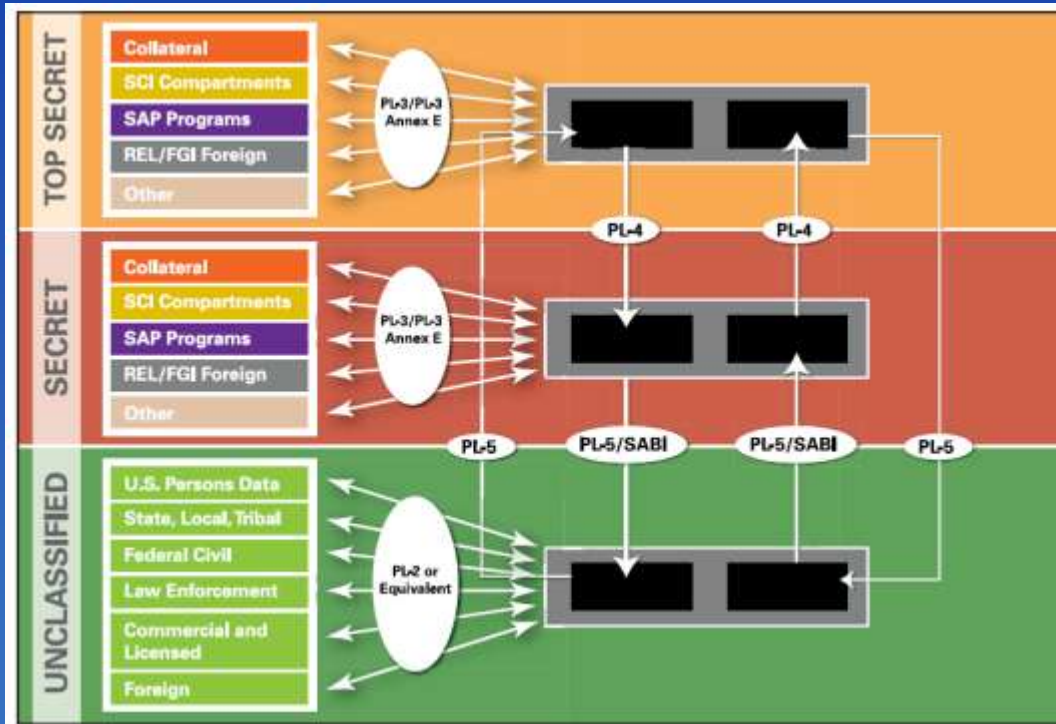 TOP SECRET
Collateral
SCI Compartments
SAP Programs
REL/FGI Foreign
Other
PL-3/PL-3
Annex E
PL-4
PL-4
SECRET
Collateral
SCI Compartments
SAP Programs
REL/FGI Foreign
Other
PL-3/PL-3
Annex E
PL-5
PL-5/SABI
PL-5/SABI
PL-5
UNCLASSIFIED
U.S. Persons Data
State, Local, Tribal
Federal Civil
Law Enforcement
Commercial and
Licensed
Foreign
PL-2 or
Equivalent